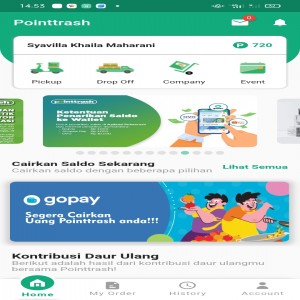 14.53
Pointtrash
Syavilla Khaila Maharani
P 720
Pickup
Drop Off
Company
Event
pointtrash
Ketentuan
Penarikan Saldo
ke Wallet
Cairkan Saldo Sekarang
Cairkan saldo dengan beberapa pilihan
Lihat Semua
gopay
Segera Cairkan
Uang Pointtrash anda!!!
Kontribusi Daur Ulang
Berikut adalah hasil dari kontribusi daur ulangmu
bersama Pointtrash!
Home
My Order
History
Account